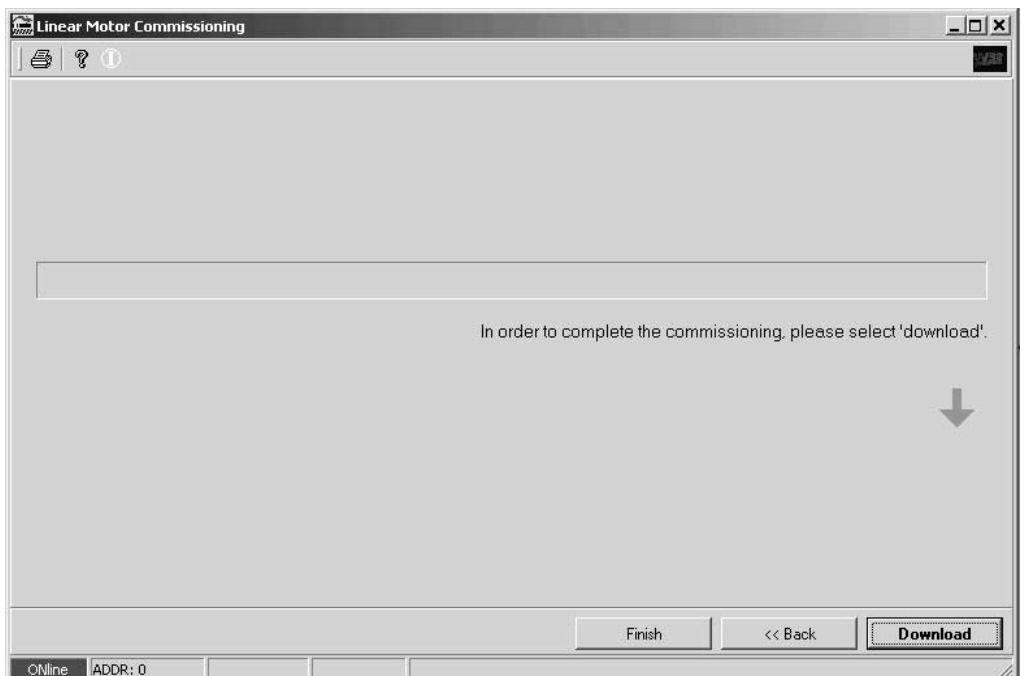 Linear Motor Commissioning
In order to complete the commissioning, please select 'download'.
Finish
<< Back
Download
ONline
ADDR: 0